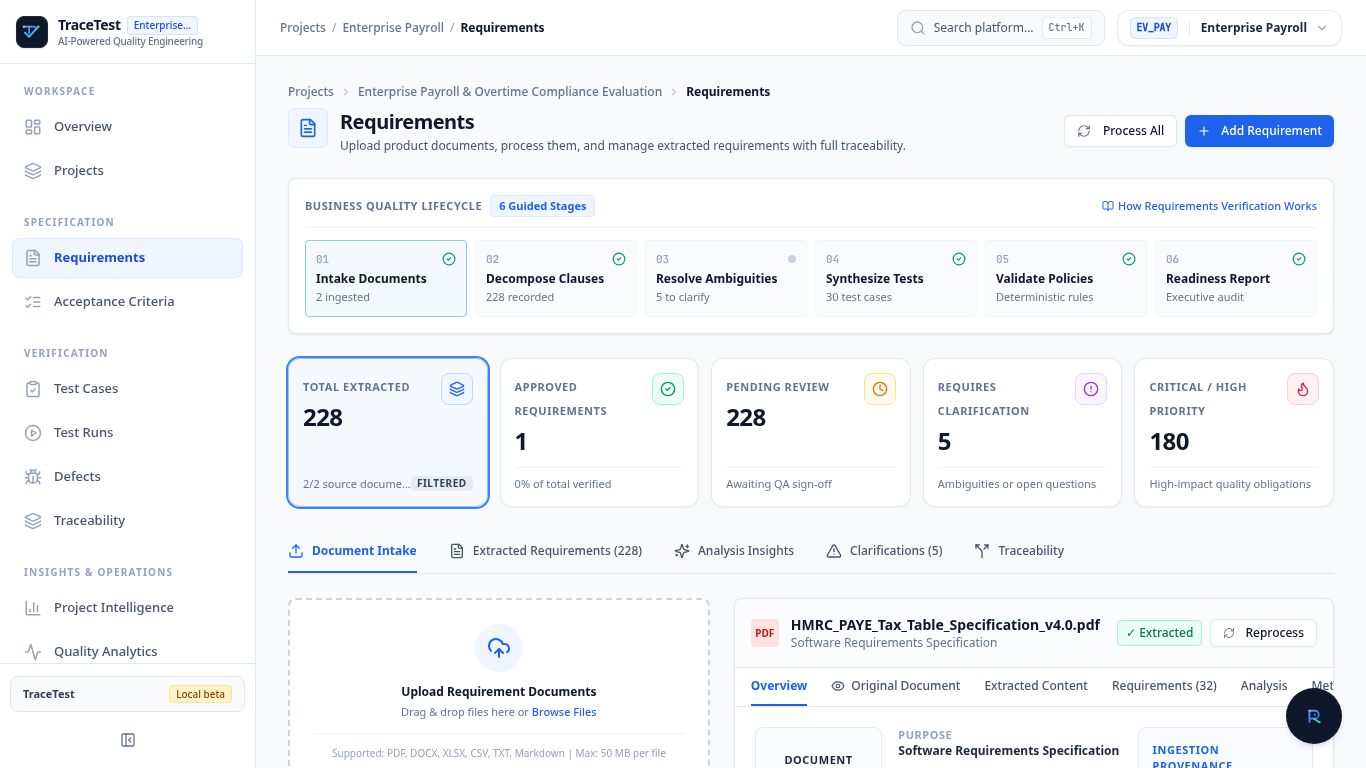 TraceTest Enterprise...
AI-Powered Quality Engineering
WORKSPACE
Overview
Projects
SPECIFICATION
Requirements
Acceptance Criteria
VERIFICATION
Test Cases
Test Runs
Defects
Traceability
INSIGHTS & OPERATIONS
Project Intelligence
Quality Analytics
TraceTest Local beta
Projects / Enterprise Payroll / Requirements
Search platform... Ctrl+K
EV_PAY Enterprise Payroll
Projects > Enterprise Payroll & Overtime Compliance Evaluation > Requirements
Requirements
Upload product documents, process them, and manage extracted requirements with full traceability.
Process All
+ Add Requirement
BUSINESS QUALITY LIFECYCLE 6 Guided Stages
How Requirements Verification Works
01
Intake Documents
2 ingested
02
Decompose Clauses
228 recorded
03
Resolve Ambiguities
5 to clarify
04
Synthesize Tests
30 test cases
05
Validate Policies
Deterministic rules
06
Readiness Report
Executive audit
TOTAL EXTRACTED
228
2/2 source docume... FILTERED
APPROVED
REQUIREMENTS
1
0% of total verified
PENDING REVIEW
228
Awaiting QA sign-off
REQUIRES
CLARIFICATION
5
Ambiguities or open questions
CRITICAL / HIGH
PRIORITY
180
High-impact quality obligations
Document Intake
Extracted Requirements (228)
Analysis Insights
Clarifications (5)
Traceability
Upload Requirement Documents
Drag & drop files here or Browse Files
Supported: PDF, DOCX, XLSX, CSV, TXT, Markdown | Max: 50 MB per file
PDF
HMRC_PAYE_Tax_Table_Specification_v4.0.pdf
Software Requirements Specification
✓ Extracted
Reprocess
Overview
Original Document
Extracted Content
Requirements (32)
Analysis
Met
DOCUMENT
PURPOSE
Software Requirements Specification
INGESTION
PROVENANCE